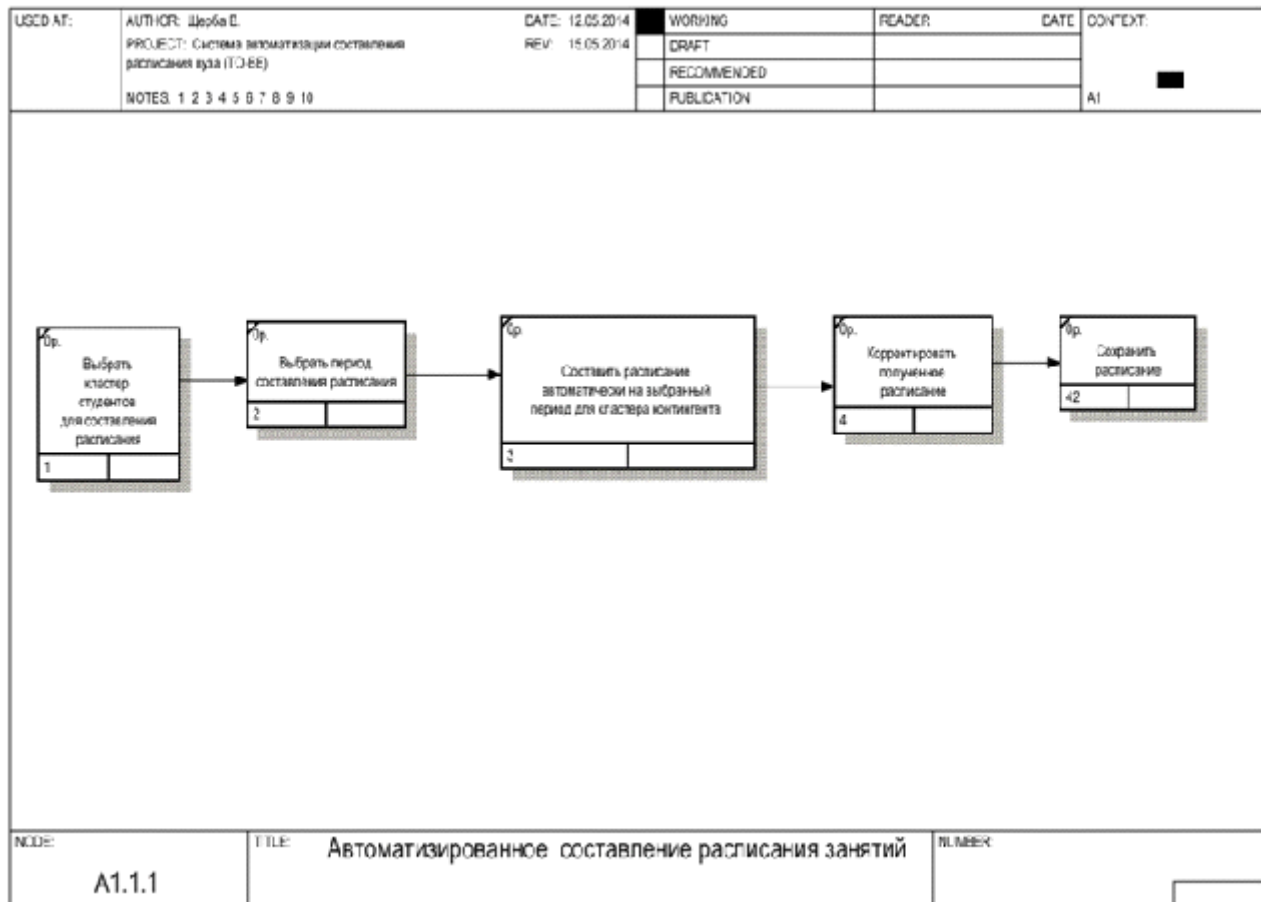 USED AT:
AUTHOR: Щерба Е.
DATE: 12.05.2014
PROJECT: Система автоматизации составления
расписания вуза (TO-BE)
REV: 15.05.2014
NOTES: 1 2 3 4 5 6 7 8 9 10
WORKING
DRAFT
RECOMMENDED
PUBLICATION
READER
DATE
CONTEXT:
A1
0р.
Выбрать
кластер
студентов
для составления
расписания
1
0р.
Выбрать период
составления расписания
2
0р.
Составить расписание
автоматически на выбранный
период для кластера контингента
3
0р.
Корректировать
полученное
расписание
4
0р.
Сохранить
расписание
42
NODE:
A1.1.1
TITLE:
Автоматизированное составление расписания занятий
NUMBER: